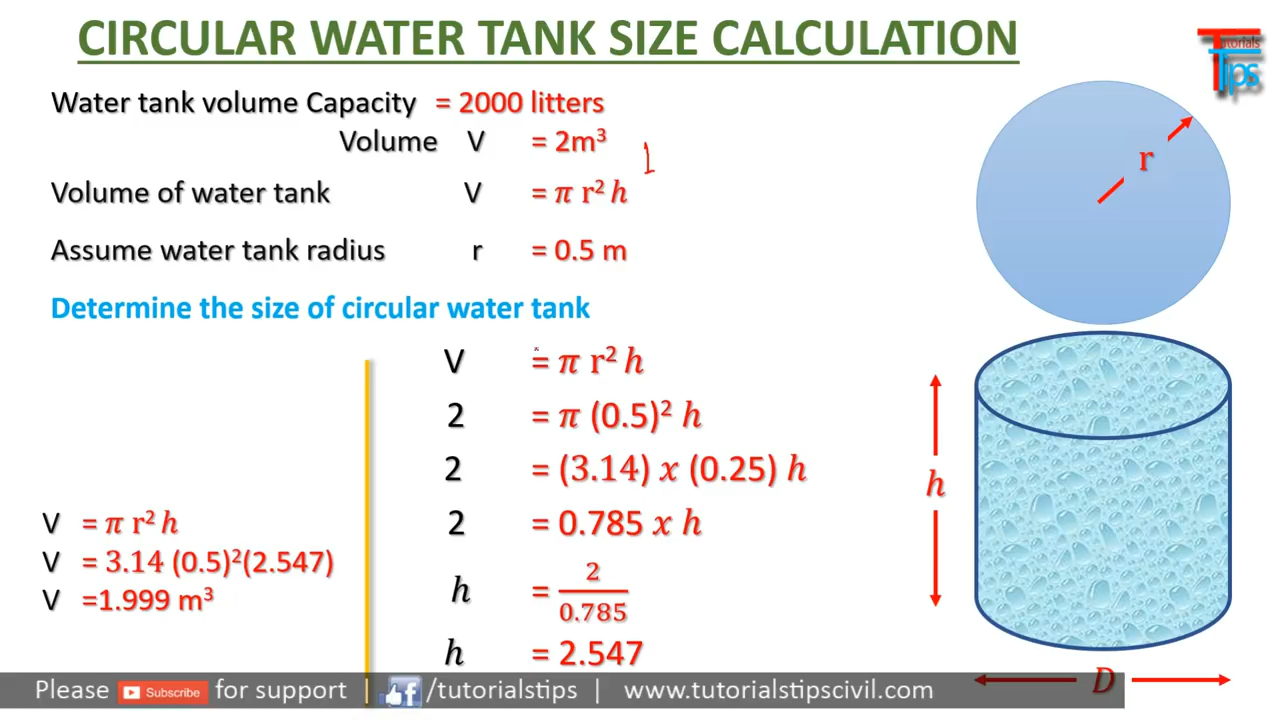 CIRCULAR WATER TANK SIZE CALCULATION
Tutorials
Tips
Water tank volume Capacity = 2000 litters
Volume V = 2m³
Volume of water tank V = π r² h
Assume water tank radius r = 0.5 m
Determine the size of circular water tank
r
V = π r² h
2 = π (0.5)² h
2 = (3.14) x (0.25) h
2 = 0.785 x h
h = 2/0.785
h = 2.547
V = π r² h
V = 3.14 (0.5)²(2.547)
V =1.999 m³
h
D
Please Subscribe for support | f /tutorialstips | www.tutorialstipscivil.com